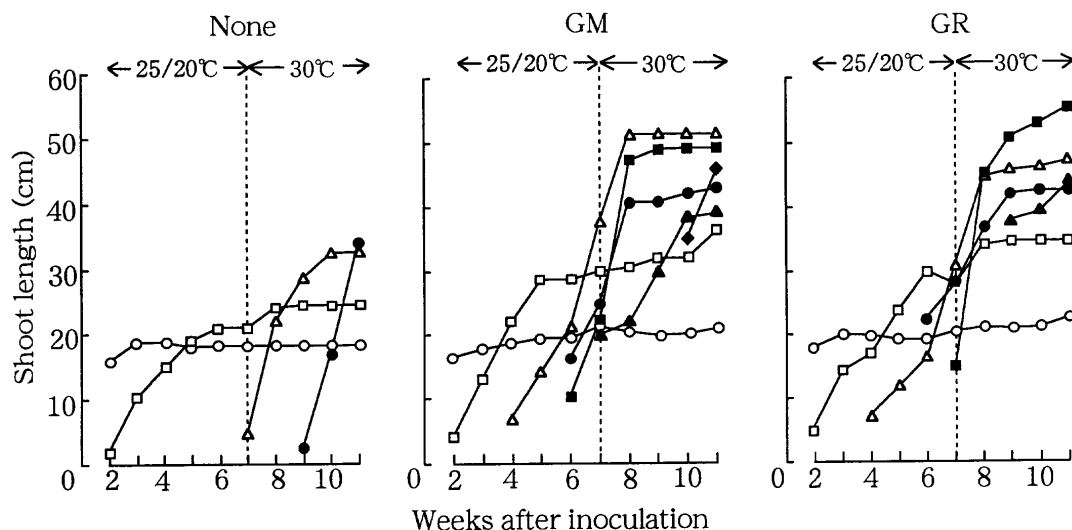 None GM GR
25/20℃ 30℃ 25/20℃ 30℃ 25/20℃ 30℃
60
50
40
30
20
10
0
Shoot length (cm)
2 4 6 8 10 0 2 4 6 8 10 0 2 4 6 8 10
Weeks after inoculation